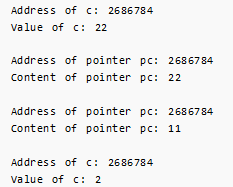 Address of c: 2686784
Value of c: 22
Address of pointer pc: 2686784
Content of pointer pc: 22
Address of pointer pc: 2686784
Content of pointer pc: 11
Address of c: 2686784
Value of c: 2